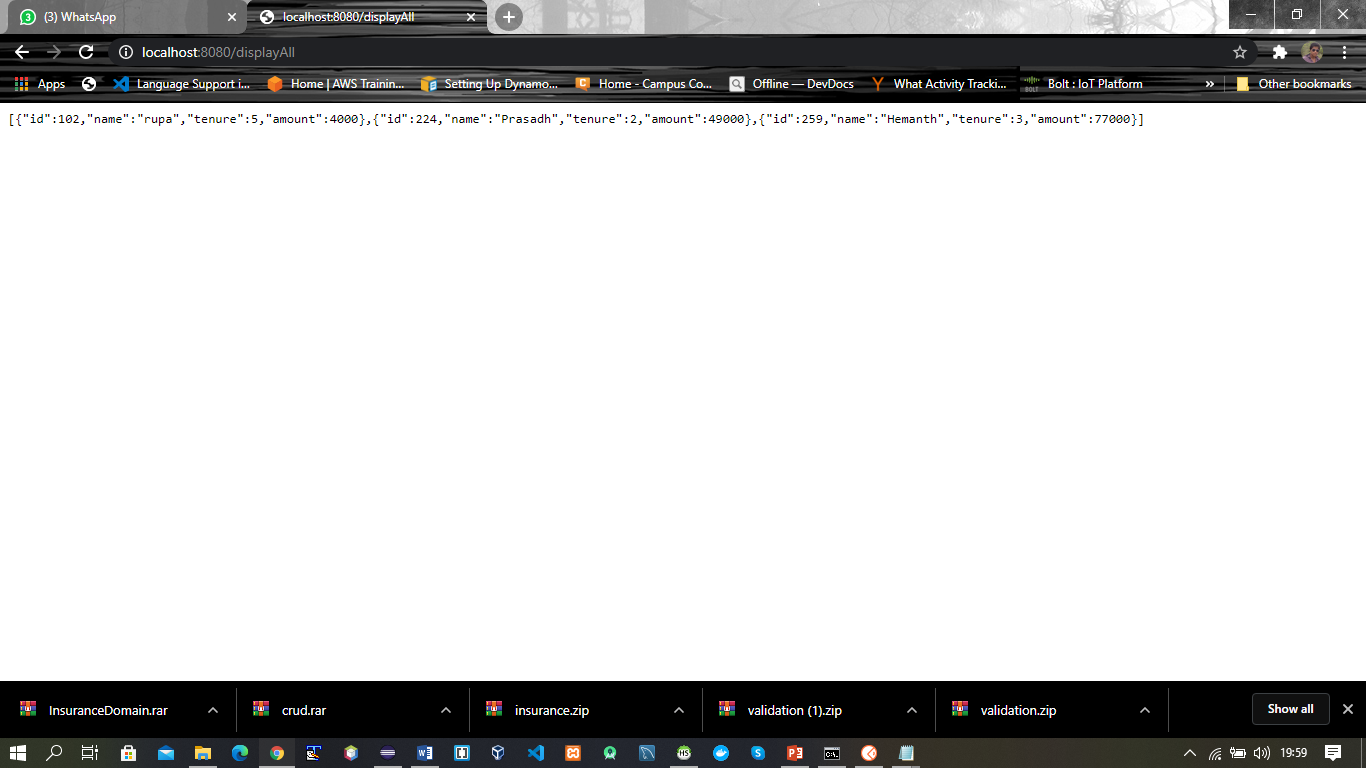 (3) WhatsApp
localhost:8080/displayAll
localhost:8080/displayAll
Apps
Language Support i...
Home | AWS Trainin...
Setting Up Dynamo...
Home - Campus Co...
Offline — DevDocs
What Activity Tracki...
BOLT
Bolt : IoT Platform
»
Other bookmarks
[{"id":102,"name":"rupa","tenure":5,"amount":4000},{"id":224,"name":"Prasadh","tenure":2,"amount":49000},{"id":259,"name":"Hemanth","tenure":3,"amount":77000}]
InsuranceDomain.rar
crud.rar
insurance.zip
validation (1).zip
validation.zip
Show all
19:59